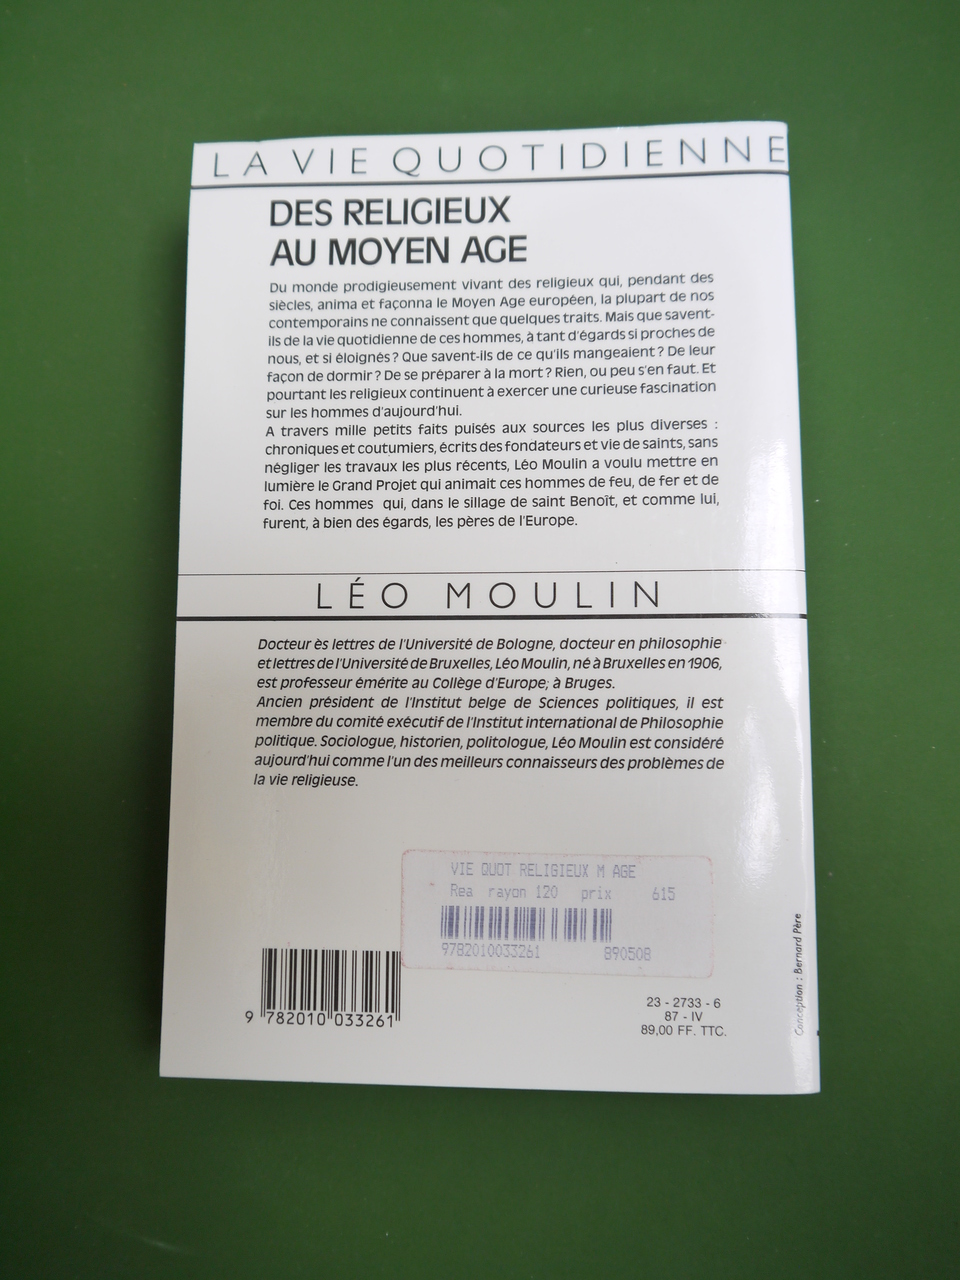 LA VIE QUOTIDIENNE
DES RELIGIEUX
AU MOYEN AGE
Du monde prodigieusement vivant des religieux qui, pendant des
siècles, anima et façonna le Moyen Age européen, la plupart de nos
contemporains ne connaissent que quelques traits. Mais que savent-
ils de la vie quotidienne de ces hommes, à tant d'égards si proches de
nous, et si éloignés ? Que savent-ils de ce qu'ils mangeaient ? De leur
façon de dormir ? De se préparer à la mort ? Rien, ou peu s'en faut. Et
pourtant les religieux continuent à exercer une curieuse fascination
sur les hommes d'aujourd'hui.
A travers mille petits faits puisés aux sources les plus diverses :
chroniques et coutumiers, écrits des fondateurs et vie de saints, sans
négliger les travaux les plus récents, Léo Moulin a voulu mettre en
lumière le Grand Projet qui animait ces hommes de feu, de fer et de
foi. Ces hommes qui, dans le sillage de saint Benoît, et comme lui,
furent, à bien des égards, les pères de l'Europe.
LÉO MOULIN
Docteur ès lettres de l'Université de Bologne, docteur en philosophie
et lettres de l'Université de Bruxelles, Léo Moulin, né à Bruxelles en 1906,
est professeur émérite au Collège d'Europe, à Bruges.
Ancien président de l'Institut belge de Sciences politiques, il est
membre du comité exécutif de l'Institut international de Philosophie
politique. Sociologue, historien, politologue, Léo Moulin est considéré
aujourd'hui comme l'un des meilleurs connaisseurs des problèmes de
la vie religieuse.
VIE QUOT RELIGIEUX M AGE
Rea rayon 120 prix 615
9782010033261 890508
9 782010 033261
23 - 2733 - 6
87 - IV
89,00 FF. TTC.
Conception : Bernard Père